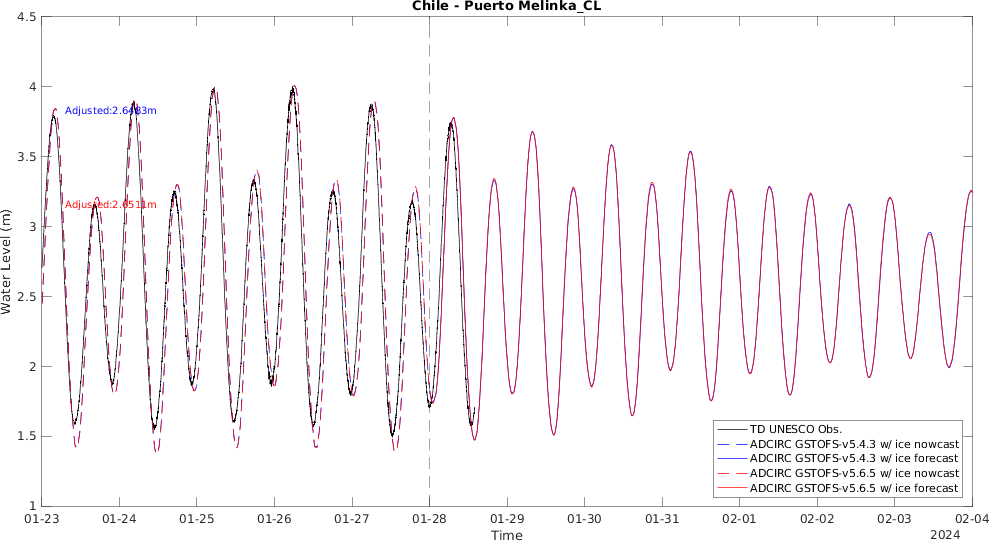 Chile - Puerto Melinka_CL
Water Level (m)
4.5
4
3.5
3
2.5
2
1.5
1
Adjusted:2.6483m
Adjusted:2.6511m
TD UNESCO Obs.
ADCIRC GSTOFS-v5.4.3 w/ ice nowcast
ADCIRC GSTOFS-v5.4.3 w/ ice forecast
ADCIRC GSTOFS-v5.6.5 w/ ice nowcast
ADCIRC GSTOFS-v5.6.5 w/ ice forecast
01-23 01-24 01-25 01-26 01-27 01-28 01-29 01-30 01-31 02-01 02-02 02-03 02-04
Time
2024